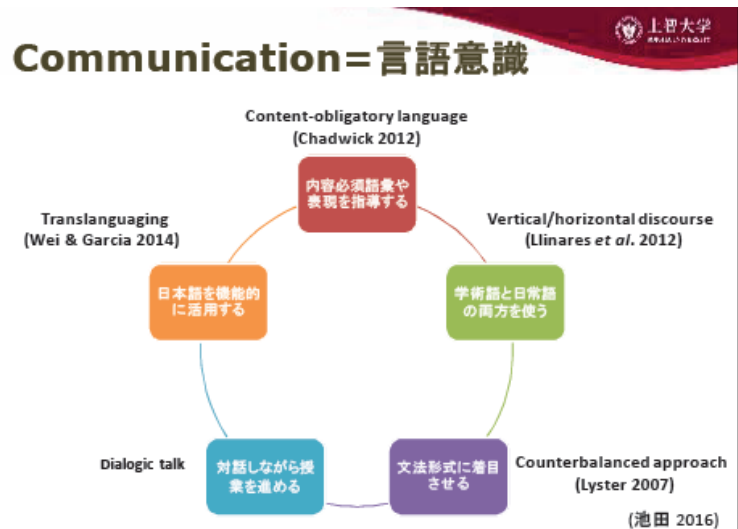 上智大学
Communication=言語意識
Content-obligatory language
(Chadwick 2012)
内容必須語彙や
表現を指導する
Translanguaging
(Wei & Garcia 2014)
Vertical/horizontal discourse
(Llinares et al. 2012)
日本語を機能的
に活用する
学術語と日常語
の両方を使う
Dialogic talk
対話しながら授
業を進める
文法形式に着目
させる
Counterbalanced approach
(Lyster 2007)
(池田 2016)